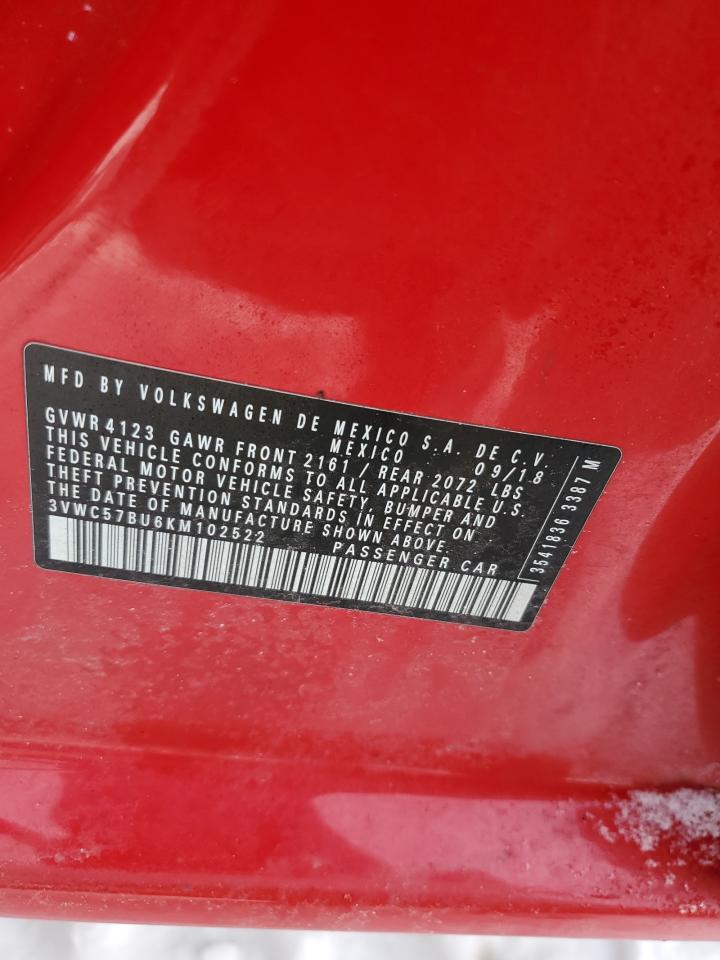 MFD BY VOLKSWAGEN DE MEXICO S.A. DE C.V.
MEXICO 09/18
GVWR 4123 GAWR FRONT 2161 / REAR 2072 LBS
THIS VEHICLE CONFORMS TO ALL APPLICABLE U.S.
FEDERAL MOTOR VEHICLE SAFETY, BUMPER AND
THEFT PREVENTION STANDARDS IN EFFECT ON
THE DATE OF MANUFACTURE SHOWN ABOVE.
3VWC57BU6KM102522 PASSENGER CAR
3541836 3387 M